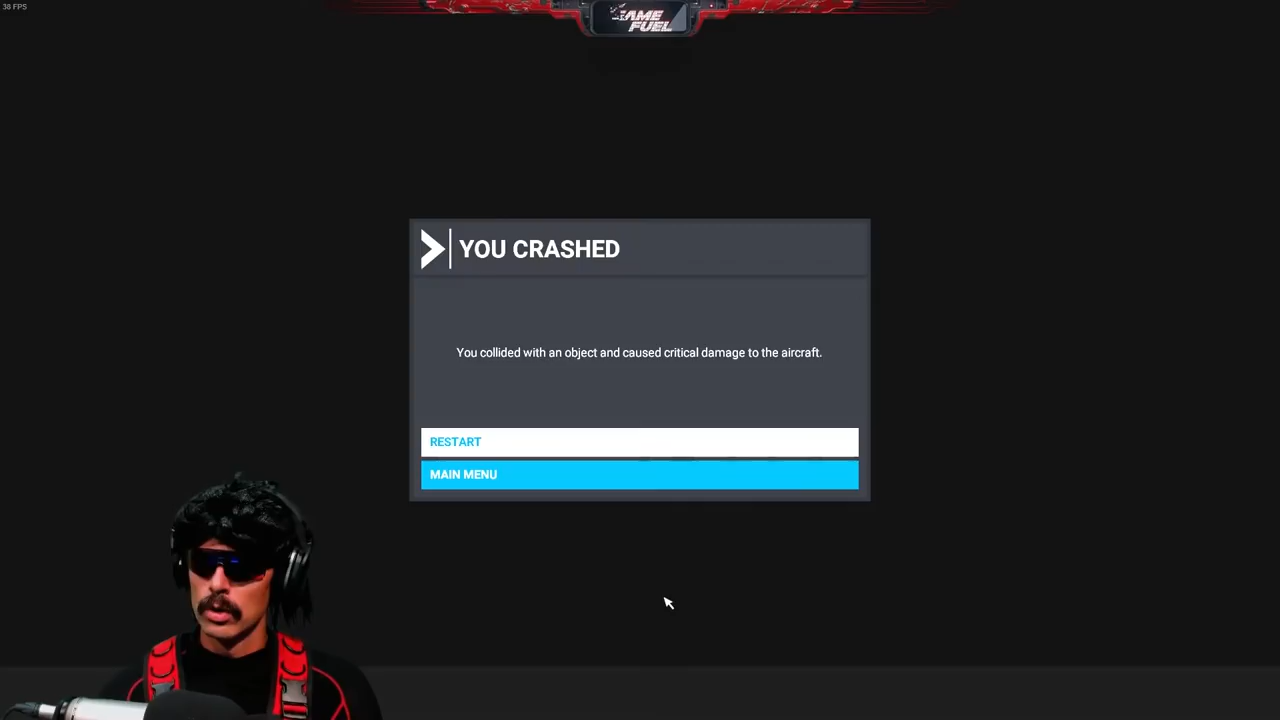 38 FPS
GAME
FUEL
YOU CRASHED
You collided with an object and caused critical damage to the aircraft.
RESTART
MAIN MENU